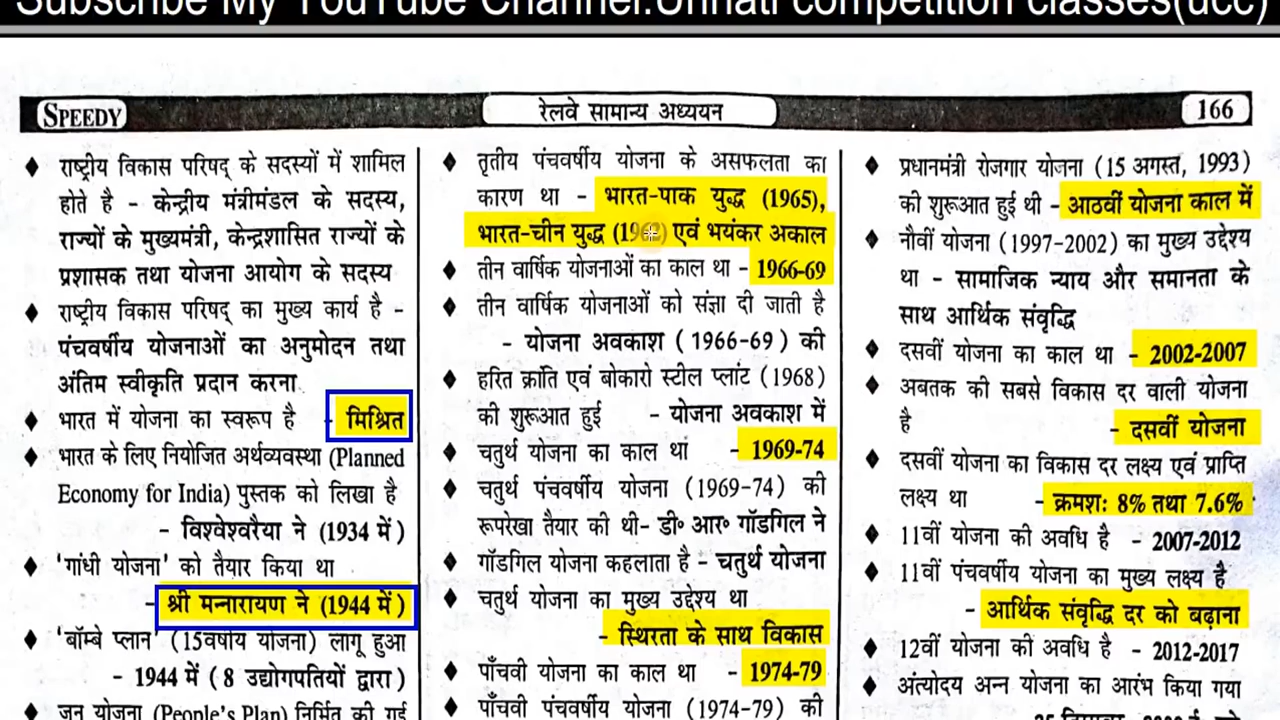 Subscribe My YouTube Channel:Unnati competition classes(ucc)
SPEEDY
रेलवे सामान्य अध्ययन
166
♦ राष्ट्रीय विकास परिषद् के सदस्यों में शामिल
होते है - केन्द्रीय मंत्रीमंडल के सदस्य,
राज्यों के मुख्यमंत्री, केन्द्रशासित राज्यों के
प्रशासक तथा योजना आयोग के सदस्य
♦ राष्ट्रीय विकास परिषद् का मुख्य कार्य है -
पंचवर्षीय योजनाओं का अनुमोदन तथा
अंतिम स्वीकृति प्रदान करना
♦ भारत में योजना का स्वरूप है - मिश्रित
♦ भारत के लिए नियोजित अर्थव्यवस्था (Planned
Economy for India) पुस्तक को लिखा है
- विश्वेश्वरैया ने (1934 में)
♦ 'गांधी योजना' को तैयार किया था
- श्री मन्नारायण ने (1944 में)
♦ 'बॉम्बे प्लान' (15वर्षीय योजना) लागू हुआ
- 1944 में (8 उद्योगपतियों द्वारा)
♦ जन योजना (People's Plan) निर्मित की गई
♦ तृतीय पंचवर्षीय योजना के असफलता का
कारण था - भारत-पाक युद्ध (1965),
भारत-चीन युद्ध एवं भयंकर अकाल
♦ तीन वार्षिक योजनाओं का काल था - 1966-69
♦ तीन वार्षिक योजनाओं को संज्ञा दी जाती है
- योजना अवकाश (1966-69) की
♦ हरित क्रांति एवं बोकारो स्टील प्लांट (1968)
की शुरूआत हुई - योजना अवकाश में
♦ चतुर्थ योजना का काल थां - 1969-74
♦ चतुर्थ पंचवर्षीय योजना (1969-74) की
रूपरेखा तैयार की थी- डी॰ आर॰ गॉडगिल ने
♦ गॉडगिल योजना कहलाता है - चतुर्थ योजना
♦ चतुर्थ योजना का मुख्य उद्देश्य था
- स्थिरता के साथ विकास
♦ पाँचवी योजना का काल था - 1974-79
♦ पाँचवी पंचवर्षीय योजना (1974-79) की
♦ प्रधानमंत्री रोजगार योजना (15 अगस्त, 1993)
की शुरूआत हुई थी - आठवीं योजना काल में
♦ नौवीं योजना (1997-2002) का मुख्य उद्देश्य
था - सामाजिक न्याय और समानता के
साथ आर्थिक संवृद्धि
♦ दसवीं योजना का काल था - 2002-2007
♦ अबतक की सबसे विकास दर वाली योजना
है - दसवीं योजना
♦ दसवीं योजना का विकास दर लक्ष्य एवं प्राप्ति
लक्ष्य था - क्रमशः 8% तथा 7.6%
♦ 11वीं योजना की अवधि है - 2007-2012
♦ 11वीं पंचवर्षीय योजना का मुख्य लक्ष्य है
- आर्थिक संवृद्धि दर को बढ़ाना
♦ 12वीं योजना की अवधि है - 2012-2017
♦ अंत्योदय अन्न योजना का आरंभ किया गया